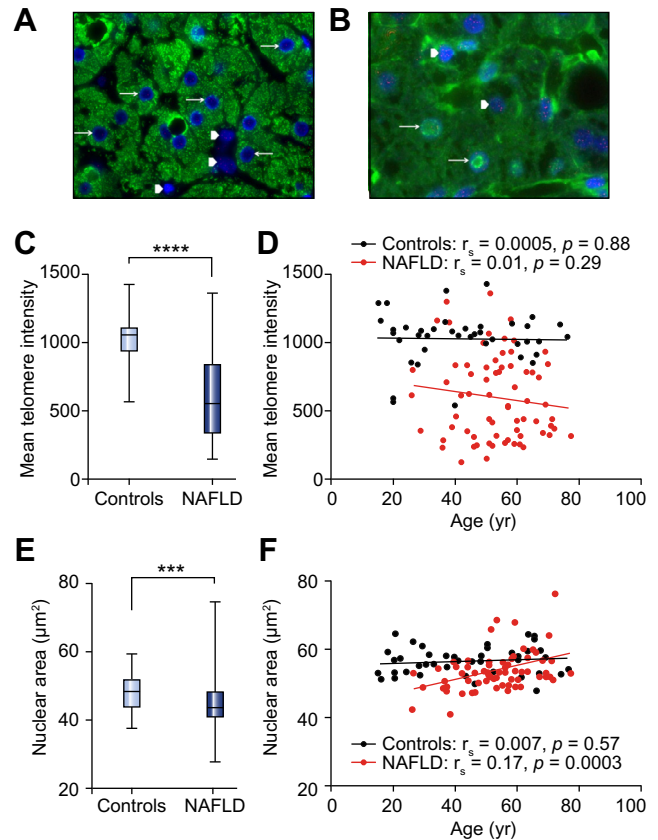 A
B
C
****
Mean telomere intensity
1500
1000
500
0
Controls NAFLD
D
Controls: rs = 0.0005, p = 0.88
NAFLD: rs = 0.01, p = 0.29
Mean telomere intensity
1500
1000
500
0
0 20 40 60 80 100
Age (yr)
E
***
Nuclear area (µm²)
80
60
40
20
Controls NAFLD
F
Nuclear area (µm²)
80
60
40
20
Controls: rs = 0.007, p = 0.57
NAFLD: rs = 0.17, p = 0.0003
0 20 40 60 80 100
Age (yr)